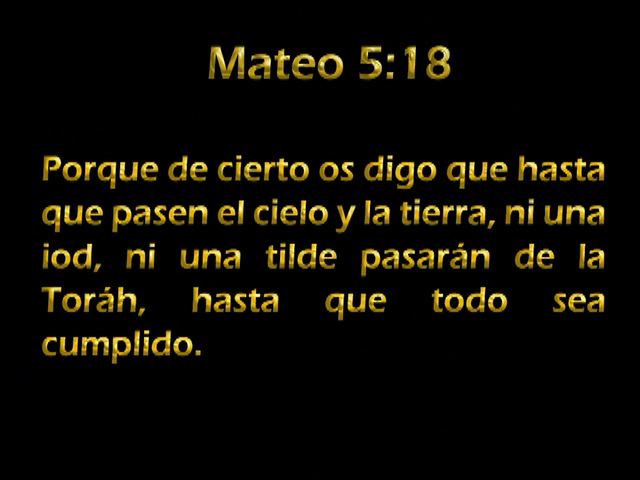 Mateo 5:18
Porque de cierto os digo que hasta
que pasen el cielo y la tierra, ni una
iod, ni una tilde pasarán de la
Toráh, hasta que todo sea
cumplido.